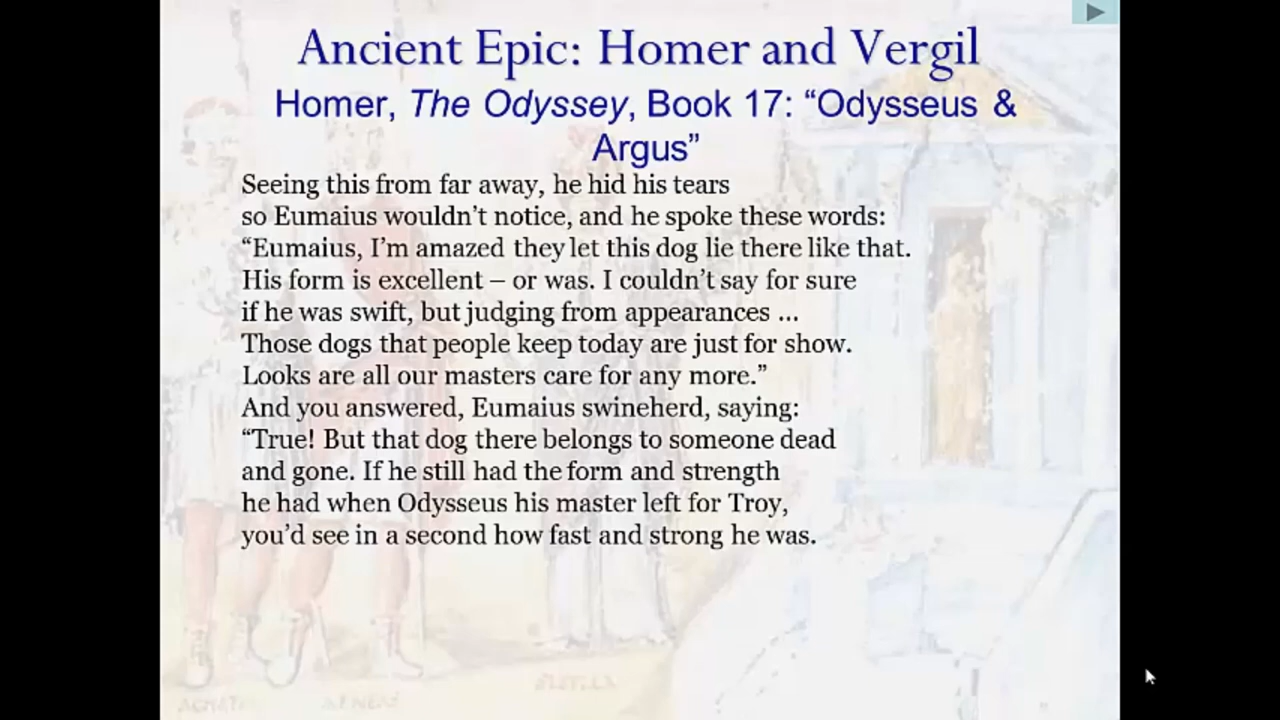 Ancient Epic: Homer and Vergil
Homer, The Odyssey, Book 17: “Odysseus &
Argus”
Seeing this from far away, he hid his tears
so Eumaius wouldn’t notice, and he spoke these words:
“Eumaius, I’m amazed they let this dog lie there like that.
His form is excellent – or was. I couldn’t say for sure
if he was swift, but judging from appearances ...
Those dogs that people keep today are just for show.
Looks are all our masters care for any more.”
And you answered, Eumaius swineherd, saying:
“True! But that dog there belongs to someone dead
and gone. If he still had the form and strength
he had when Odysseus his master left for Troy,
you’d see in a second how fast and strong he was.